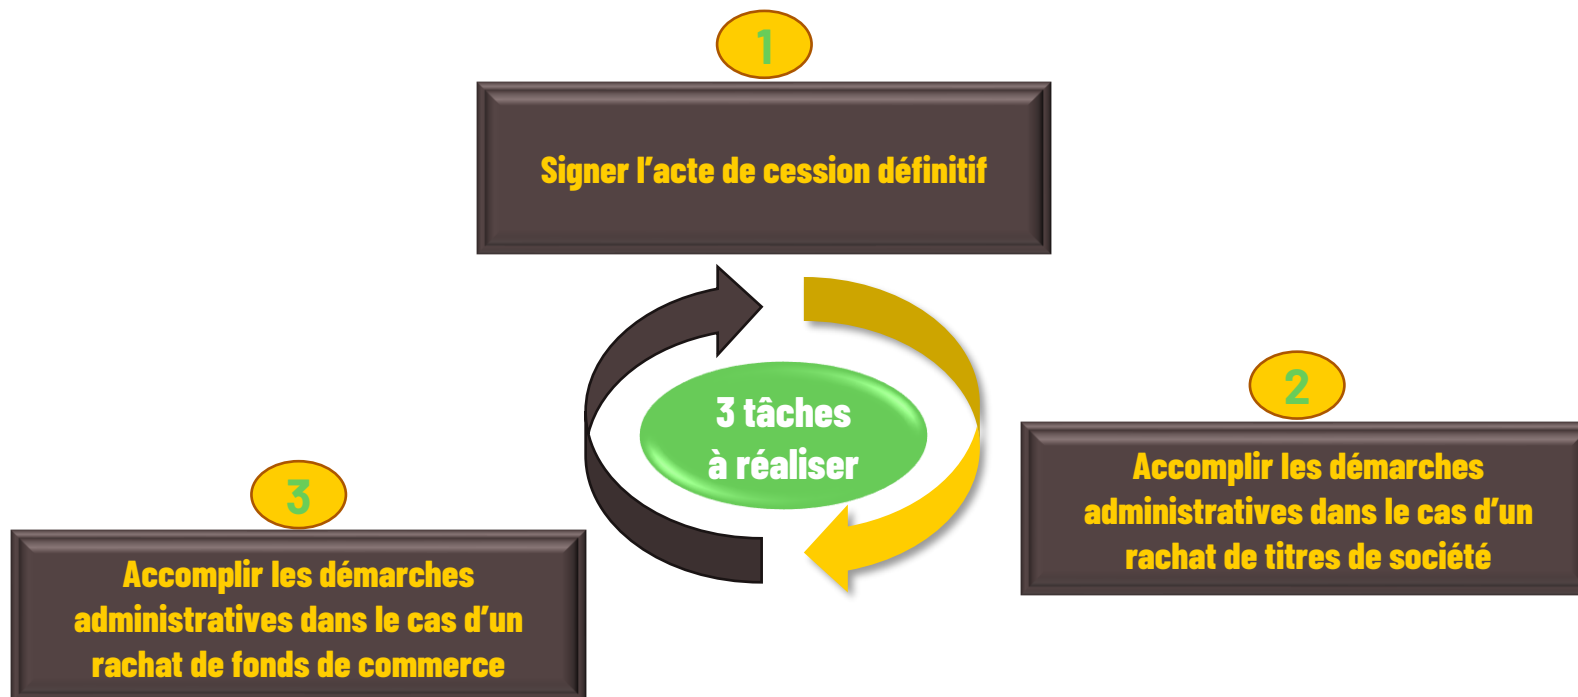 1
Signer l’acte de cession définitif
3 tâches
à réaliser
2
Accomplir les démarches
administratives dans le cas d’un
rachat de titres de société
3
Accomplir les démarches
administratives dans le cas d’un
rachat de fonds de commerce